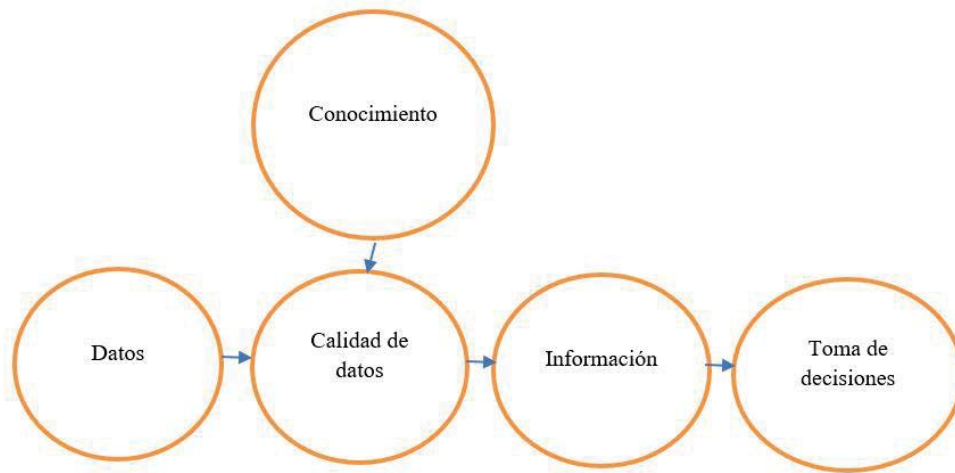 Conocimiento
Datos
Calidad de
datos
Información
Toma de
decisiones